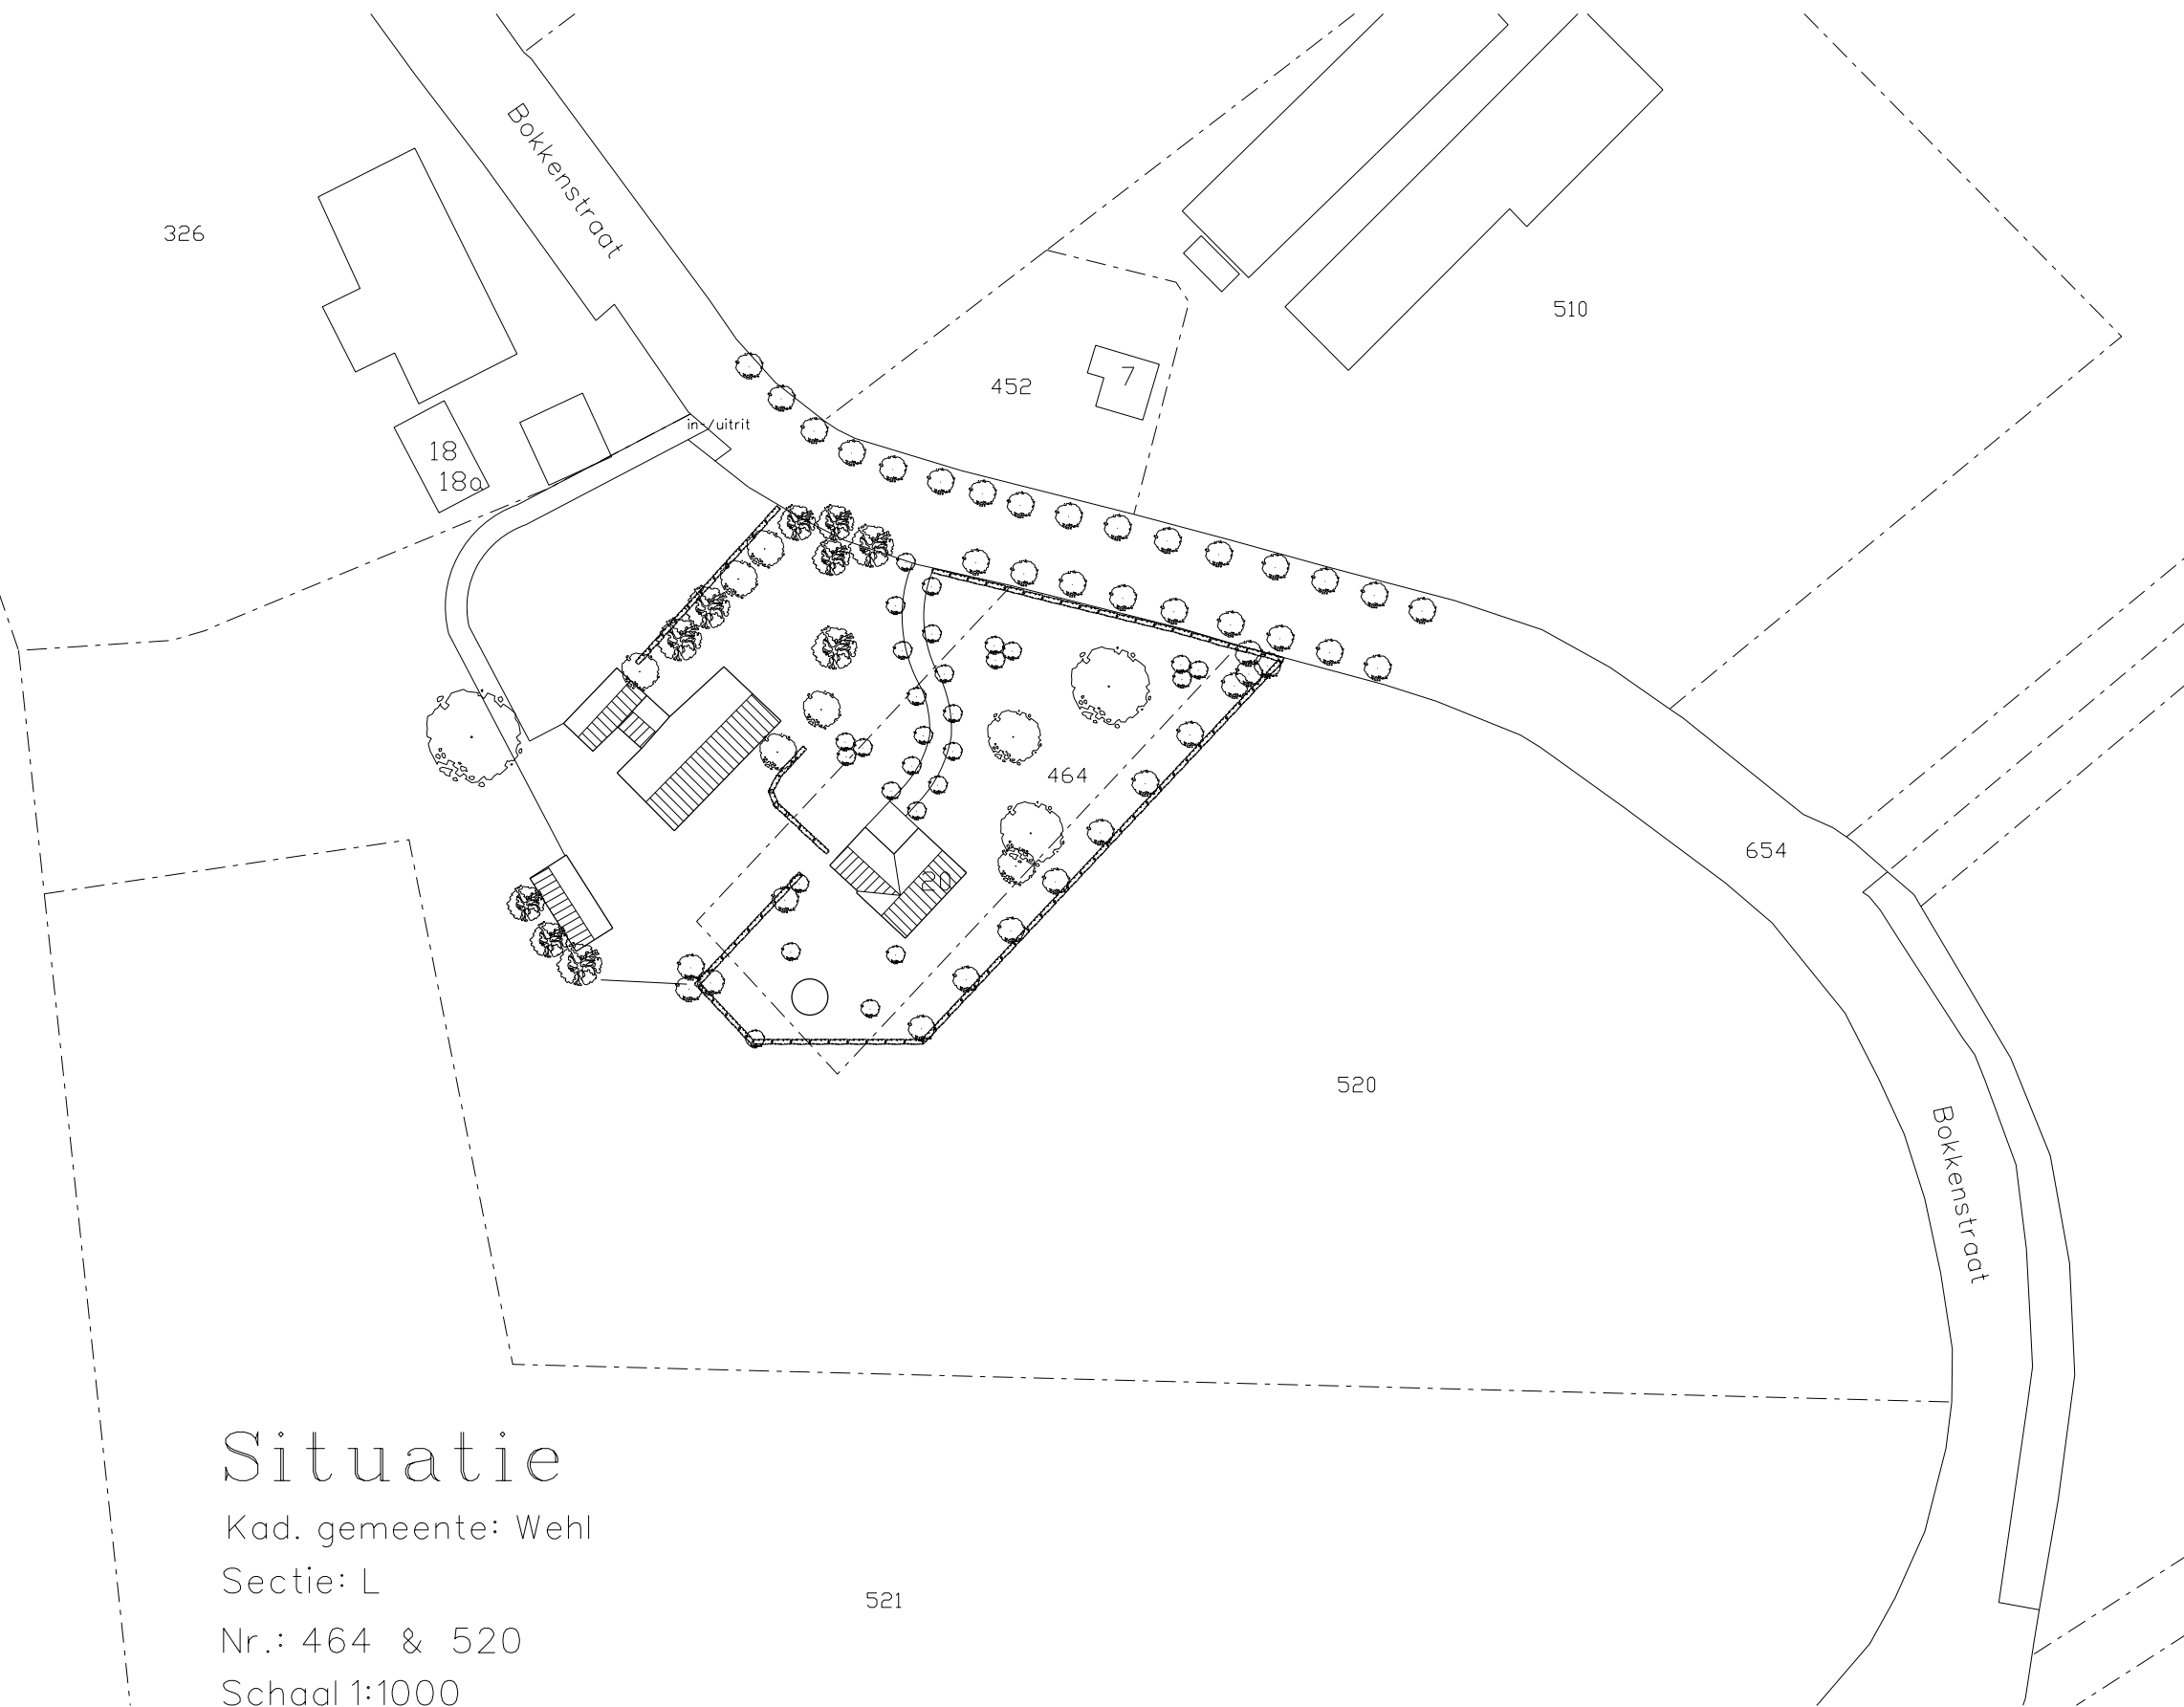 Bokkenstraat
326
510
7
452
in-/uitrit
18
18a
464
654
20
520
Bokkenstraat
Situatie
Kad. gemeente: Wehl
Sectie: L
521
Nr.: 464 & 520
Schaal 1:1000